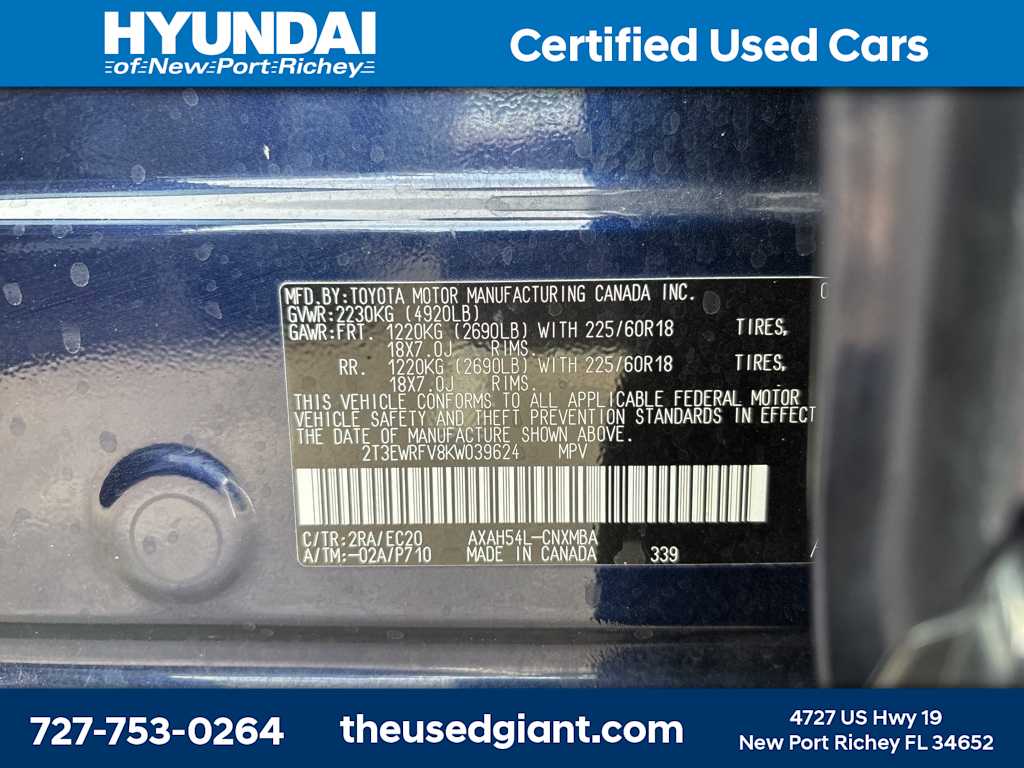 HYUNDAI
of New Port Richey
Certified Used Cars
MFD.BY:TOYOTA MOTOR MANUFACTURING CANADA INC.
GVWR:2230KG (4920LB)
GAWR:FRT. 1220KG (2690LB) WITH 225/60R18 TIRES,
18X7.0J RIMS.
RR. 1220KG (2690LB) WITH 225/60R18 TIRES,
18X7.0J RIMS.
THIS VEHICLE CONFORMS TO ALL APPLICABLE FEDERAL MOTOR
VEHICLE SAFETY AND THEFT PREVENTION STANDARDS IN EFFECT
THE DATE OF MANUFACTURE SHOWN ABOVE.
2T3EWRFV8KW039624 MPV
C/TR:2RA/EC20 AXAH54L-CNXMBA
A/TM:-02A/P710 MADE IN CANADA 339
727-753-0264
theusedgiant.com
4727 US Hwy 19
New Port Richey FL 34652